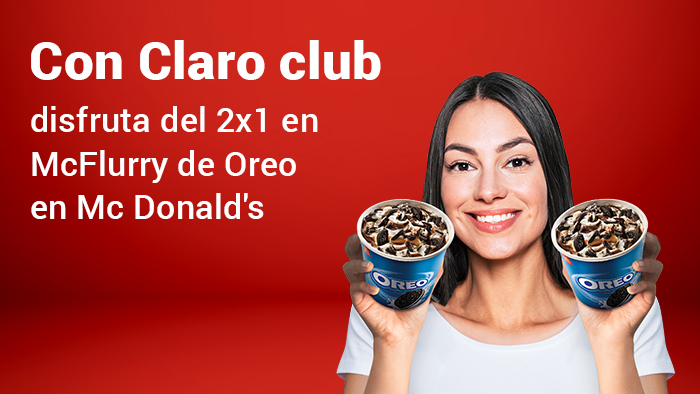 Con Claro club
disfruta del 2x1 en
McFlurry de Oreo
en Mc Donald's
OREO
OREO